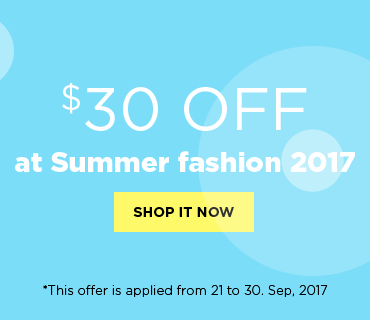 $30 OFF
at Summer fashion 2017
SHOP IT NOW
*This offer is applied from 21 to 30. Sep, 2017